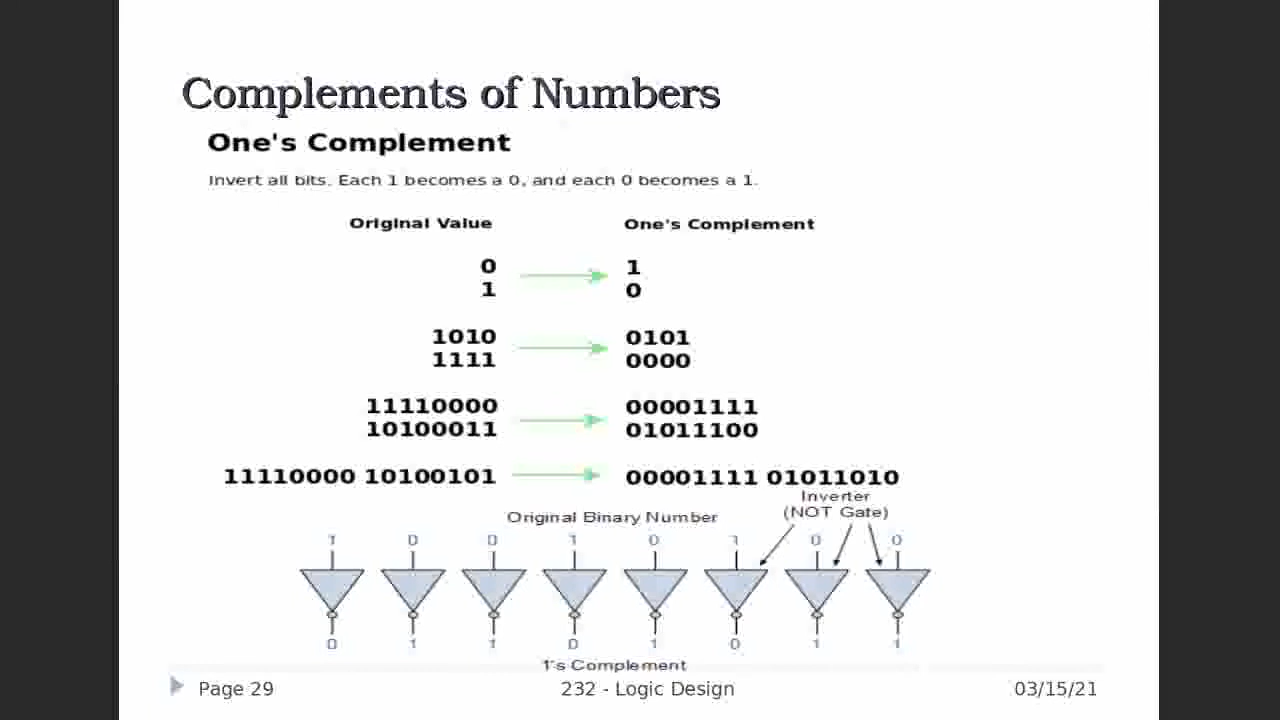 Complements of Numbers
One's Complement
Invert all bits. Each 1 becomes a 0, and each 0 becomes a 1.
Original Value One's Complement
0 1
1 0
1010 0101
1111 0000
11110000 00001111
10100011 01011100
11110000 10100101 00001111 01011010
Inverter
(NOT Gate)
Original Binary Number
1 0 0 1 0 1 0 0
0 1 1 0 1 0 1 1
1's Complement
Page 29 232 - Logic Design 03/15/21